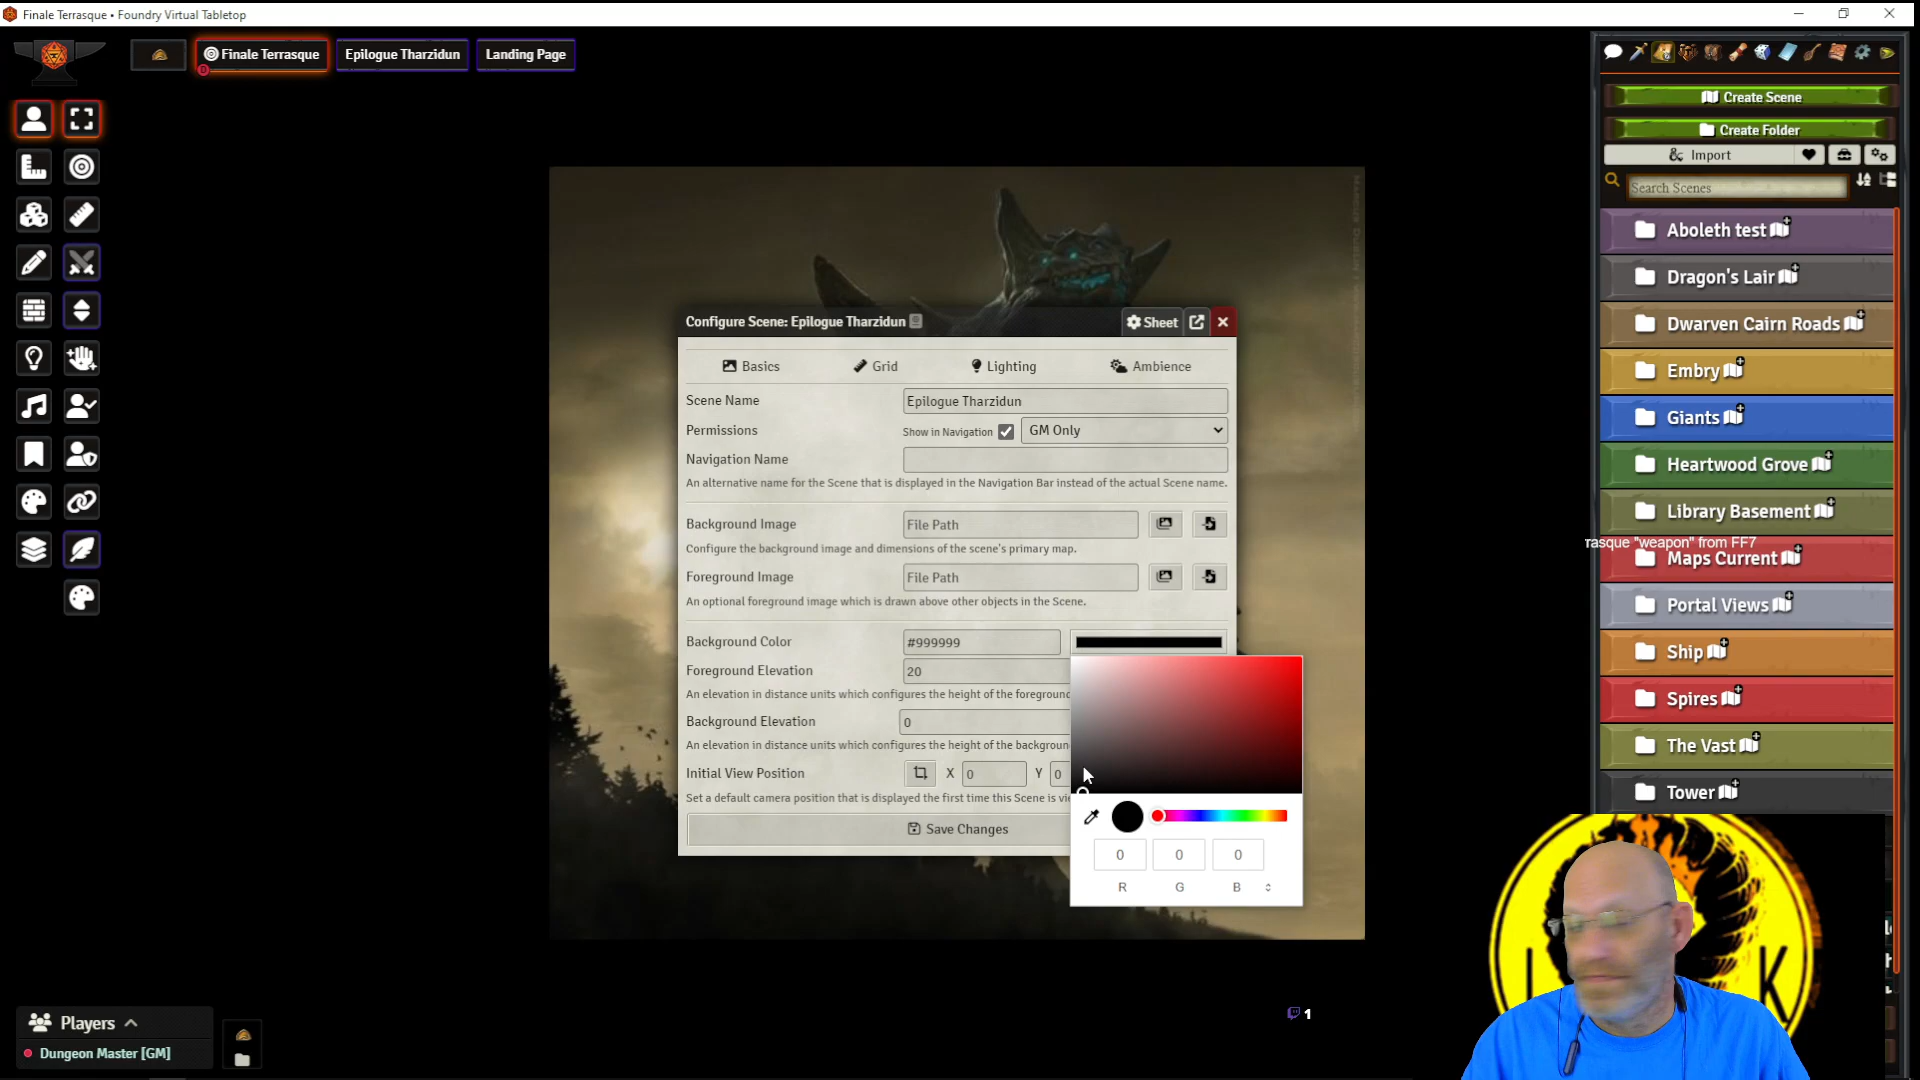 Finale Terrasque • Foundry Virtual Tabletop
Finale Terrasque
Epilogue Tharzidun
Landing Page
Create Scene
Create Folder
Import
Search Scenes
Aboleth test
Dragon's Lair
Dwarven Cairn Roads
Embry
Giants
Heartwood Grove
Library Basement
rasque "weapon" from FF7
Maps Current
Portal Views
Ship
Spires
The Vast
Tower
Configure Scene: Epilogue Tharzidun
Sheet
Basics
Grid
Lighting
Ambience
Scene Name
Epilogue Tharzidun
Permissions
Show in Navigation
GM Only
Navigation Name
An alternative name for the Scene that is displayed in the Navigation Bar instead of the actual Scene name.
Background Image
File Path
Configure the background image and dimensions of the scene's primary map.
Foreground Image
File Path
An optional foreground image which is drawn above other objects in the Scene.
Background Color
#999999
Foreground Elevation
20
An elevation in distance units which configures the height of the foreground
Background Elevation
0
An elevation in distance units which configures the height of the backgroun
Initial View Position
X
0
Y
0
Set a default camera position that is displayed the first time this Scene is vie
Save Changes
0 0 0
R G B
1
Players
Dungeon Master [GM]
K